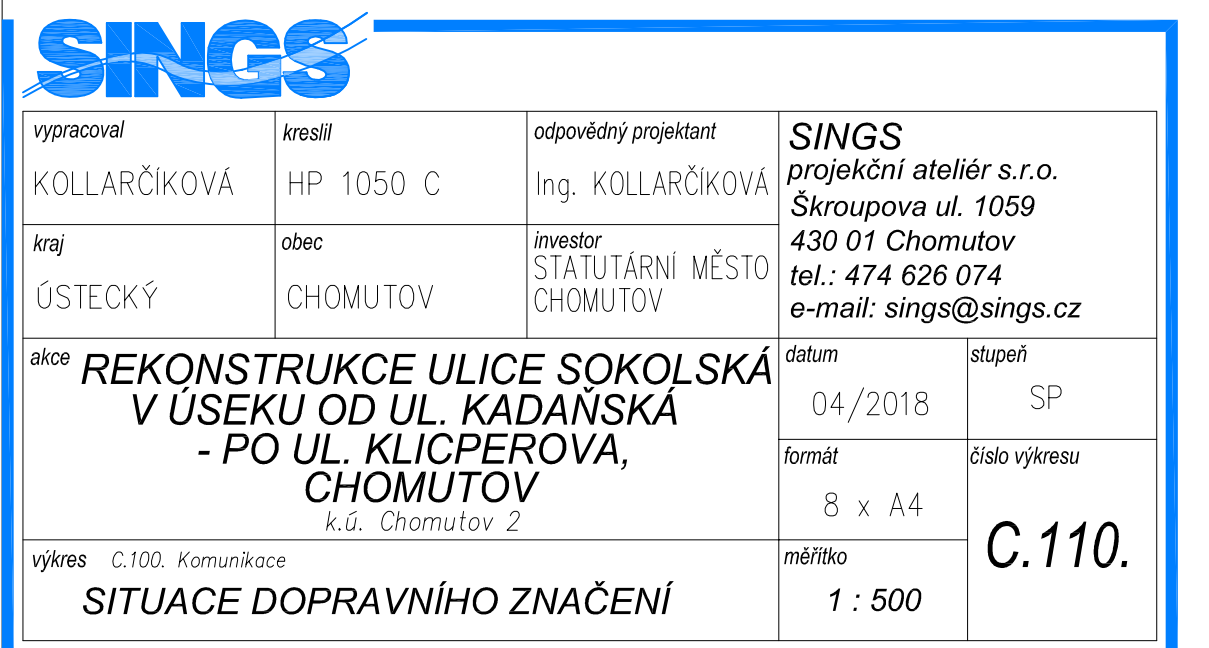 SINGS
vypracoval
KOLLARČÍKOVÁ
kreslil
HP 1050 C
odpovědný projektant
Ing. KOLLARČÍKOVÁ
SINGS
projekční ateliér s.r.o.
Škroupova ul. 1059
430 01 Chomutov
tel.: 474 626 074
e-mail: sings@sings.cz
kraj
ÚSTECKÝ
obec
CHOMUTOV
investor
STATUTÁRNÍ MĚSTO
CHOMUTOV
akce
REKONSTRUKCE ULICE SOKOLSKÁ
V ÚSEKU OD UL. KADAŇSKÁ
- PO UL. KLICPEROVA,
CHOMUTOV
k.ú. Chomutov 2
datum
04/2018
stupeň
SP
formát
8 x A4
číslo výkresu
C.110.
výkres C.100. Komunikace
SITUACE DOPRAVNÍHO ZNAČENÍ
měřítko
1 : 500